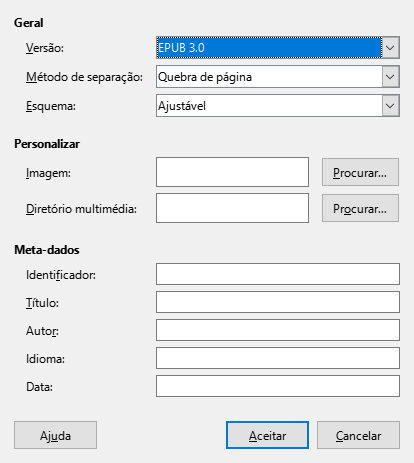 Geral
Versão: EPUB 3.0
Método de separação: Quebra de página
Esquema: Ajustável
Personalizar
Imagem: Procurar...
Diretório multimédia: Procurar...
Meta-dados
Identificador:
Título:
Autor:
Idioma:
Data:
Ajuda Aceitar Cancelar